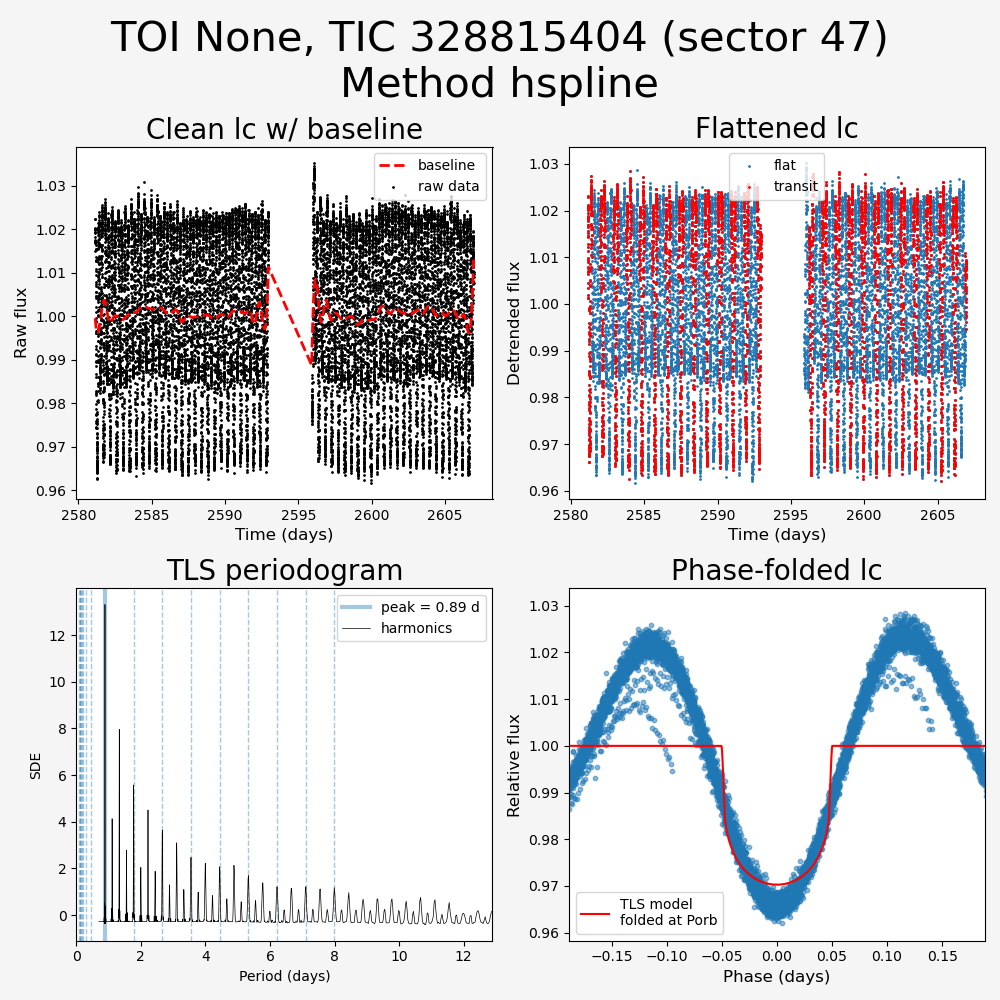 TOI None, TIC 328815404 (sector 47)
Method hspline
Clean lc w/ baseline
Flattened lc
baseline
raw data
flat
transit
1.03
1.02
1.01
1.00
0.99
0.98
0.97
0.96
Raw flux
2580
2585
2590
2595
2600
2605
Time (days)
1.03
1.02
1.01
1.00
0.99
0.98
0.97
0.96
Detrended flux
2580
2585
2590
2595
2600
2605
Time (days)
TLS periodogram
Phase-folded lc
peak = 0.89 d
harmonics
12
10
8
6
4
2
0
SDE
0
2
4
6
8
10
12
Period (days)
1.03
1.02
1.01
1.00
0.99
0.98
0.97
0.96
Relative flux
TLS model
folded at Porb
−0.15
−0.10
−0.05
0.00
0.05
0.10
0.15
Phase (days)